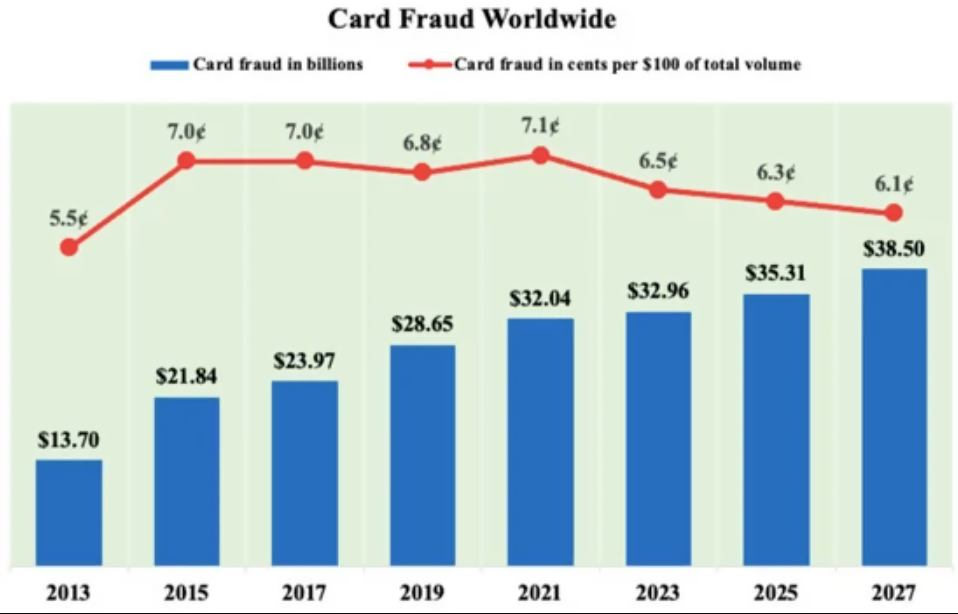 Card Fraud Worldwide
Card fraud in billions Card fraud in cents per $100 of total volume
5.5¢ 7.0¢ 7.0¢ 6.8¢ 7.1¢ 6.5¢ 6.3¢ 6.1¢
$13.70 $21.84 $23.97 $28.65 $32.04 $32.96 $35.31 $38.50
2013 2015 2017 2019 2021 2023 2025 2027